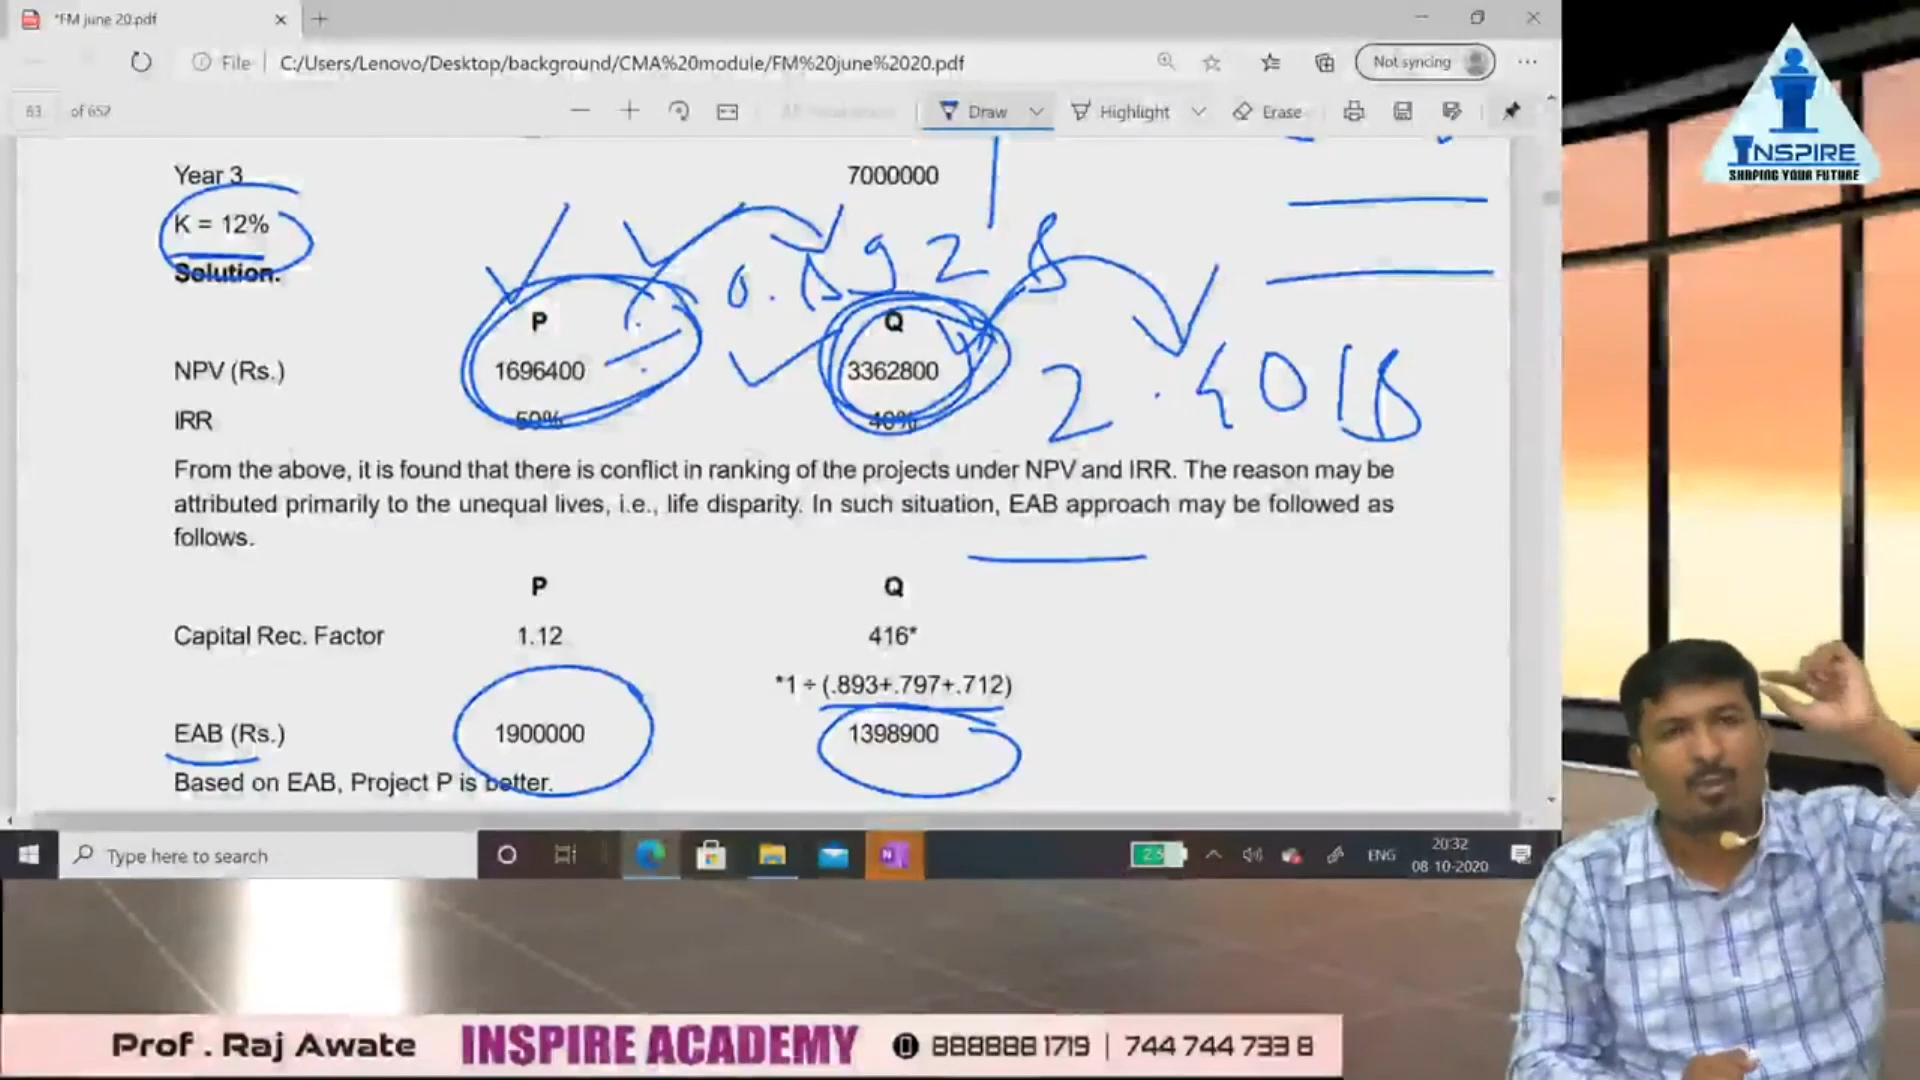 *FM june 20.pdf
File C:/Users/Lenovo/Desktop/background/CMA%20module/FM%20june%2020.pdf Not syncing
63 of 652 Draw Highlight Erase
INSPIRE
SHAPING YOUR FUTURE
Year 3 7000000
K = 12%
Solution:
0.8928
P Q
NPV (Rs.) 1696400 3362800
2.4018
IRR 50% 40%
From the above, it is found that there is conflict in ranking of the projects under NPV and IRR. The reason may be
attributed primarily to the unequal lives, i.e., life disparity. In such situation, EAB approach may be followed as
follows.
P Q
Capital Rec. Factor 1.12 416*
*1 ÷ (.893+.797+.712)
EAB (Rs.) 1900000 1398900
Based on EAB, Project P is better.
Type here to search
ENG 20:32
08-10-2020
Prof . Raj Awate INSPIRE ACADEMY 888888 1719 | 744 744 733 8